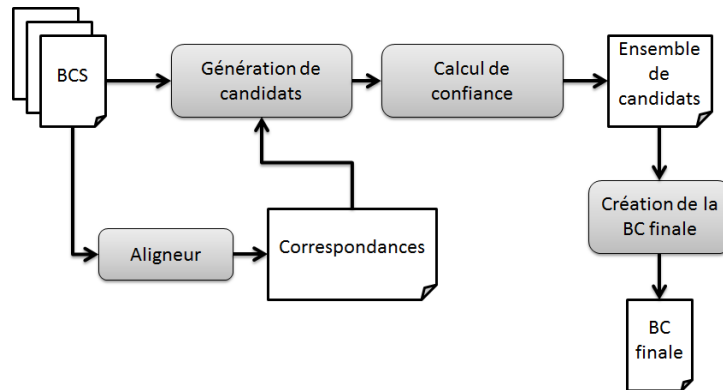 BCS
Génération de
candidats
Calcul de
confiance
Ensemble
de
candidats
Aligneur
Correspondances
Création de la
BC finale
BC
finale